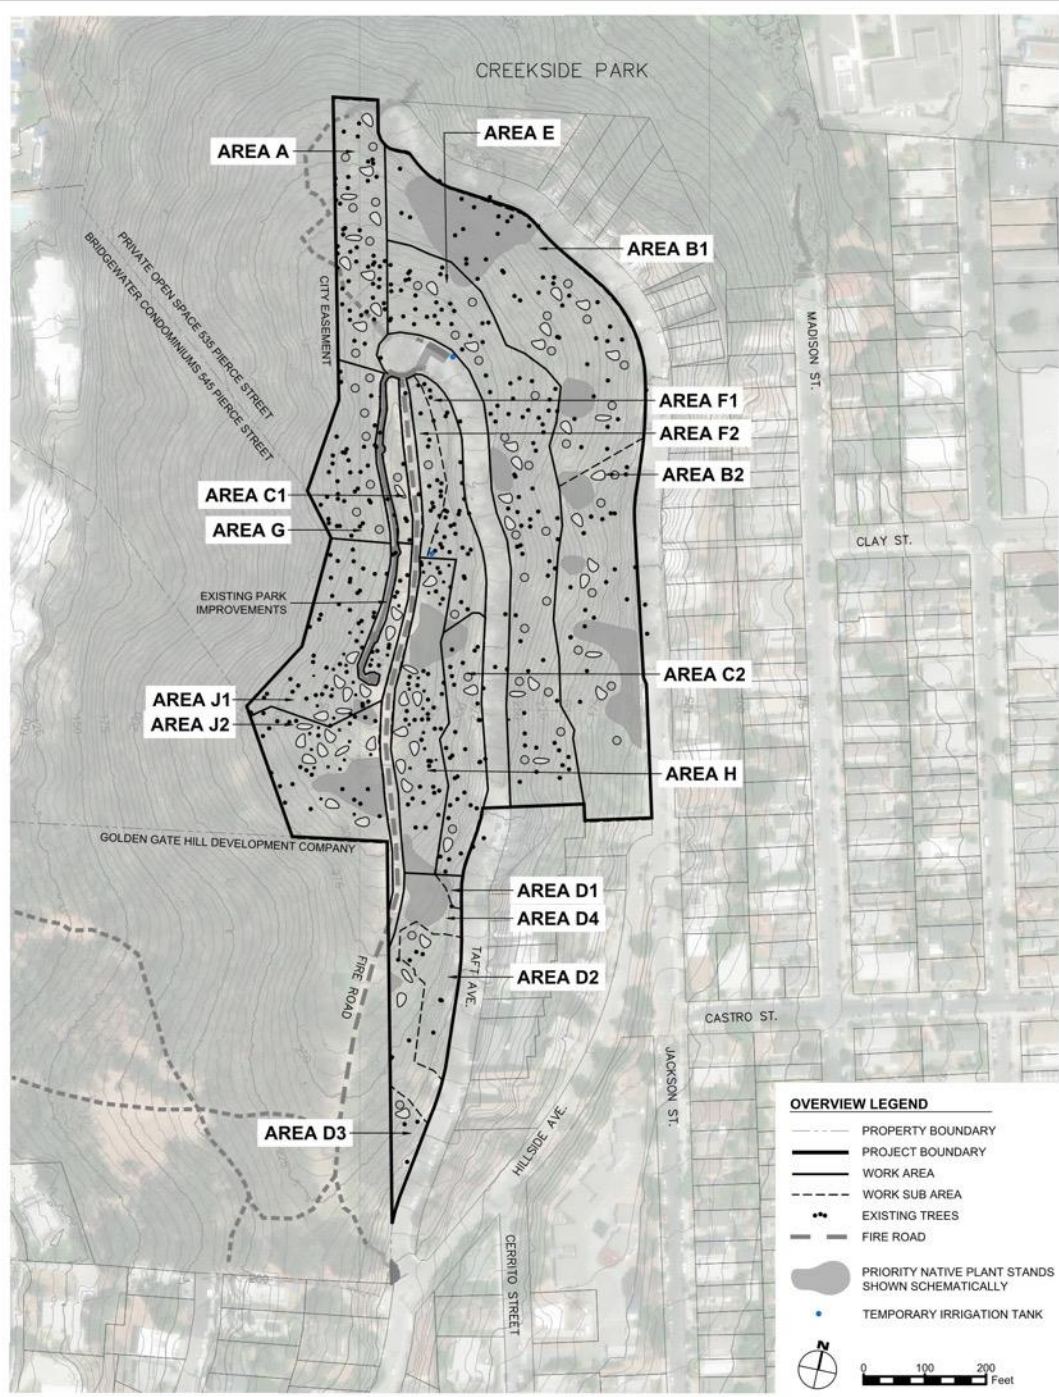 CREEKSIDE PARK
AREA E
AREA A
AREA B1
PRIVATE OPEN SPACE 535 PIERCE STREET
BRIDGEWATER CONDOMINIUMS 545 PIERCE STREET
CITY EASEMENT
MADISON ST.
AREA F1
AREA F2
AREA B2
AREA C1
AREA G
CLAY ST.
EXISTING PARK
IMPROVEMENTS
AREA C2
AREA J1
AREA J2
AREA H
GOLDEN GATE HILL DEVELOPMENT COMPANY
AREA D1
AREA D4
AREA D2
TAFT AVE.
FIRE ROAD
CASTRO ST.
JACKSON ST.
AREA D3
HILLSIDE AVE.
CERRITO STREET
OVERVIEW LEGEND
PROPERTY BOUNDARY
PROJECT BOUNDARY
WORK AREA
WORK SUB AREA
EXISTING TREES
FIRE ROAD
PRIORITY NATIVE PLANT STANDS
SHOWN SCHEMATICALLY
TEMPORARY IRRIGATION TANK
N
0 100 200
Feet